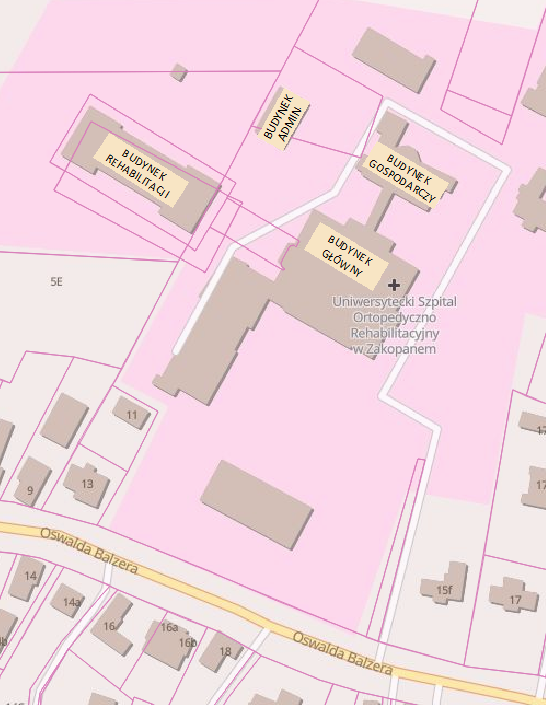 BUDYNEK
ADMIN-
BUDYNEK
REHABILITACJI
BUDYNEK
GOSPODARCZY
BUDYNEK
GŁÓWNY
5E
Uniwersytecki Szpital
Ortopedyczno
Rehabilitacyjny
w Zakopanem
11
9
13
17
17
Oswalda Balzera
14
14a
16
16a
16b
18
15f
17
Oswalda Balzera